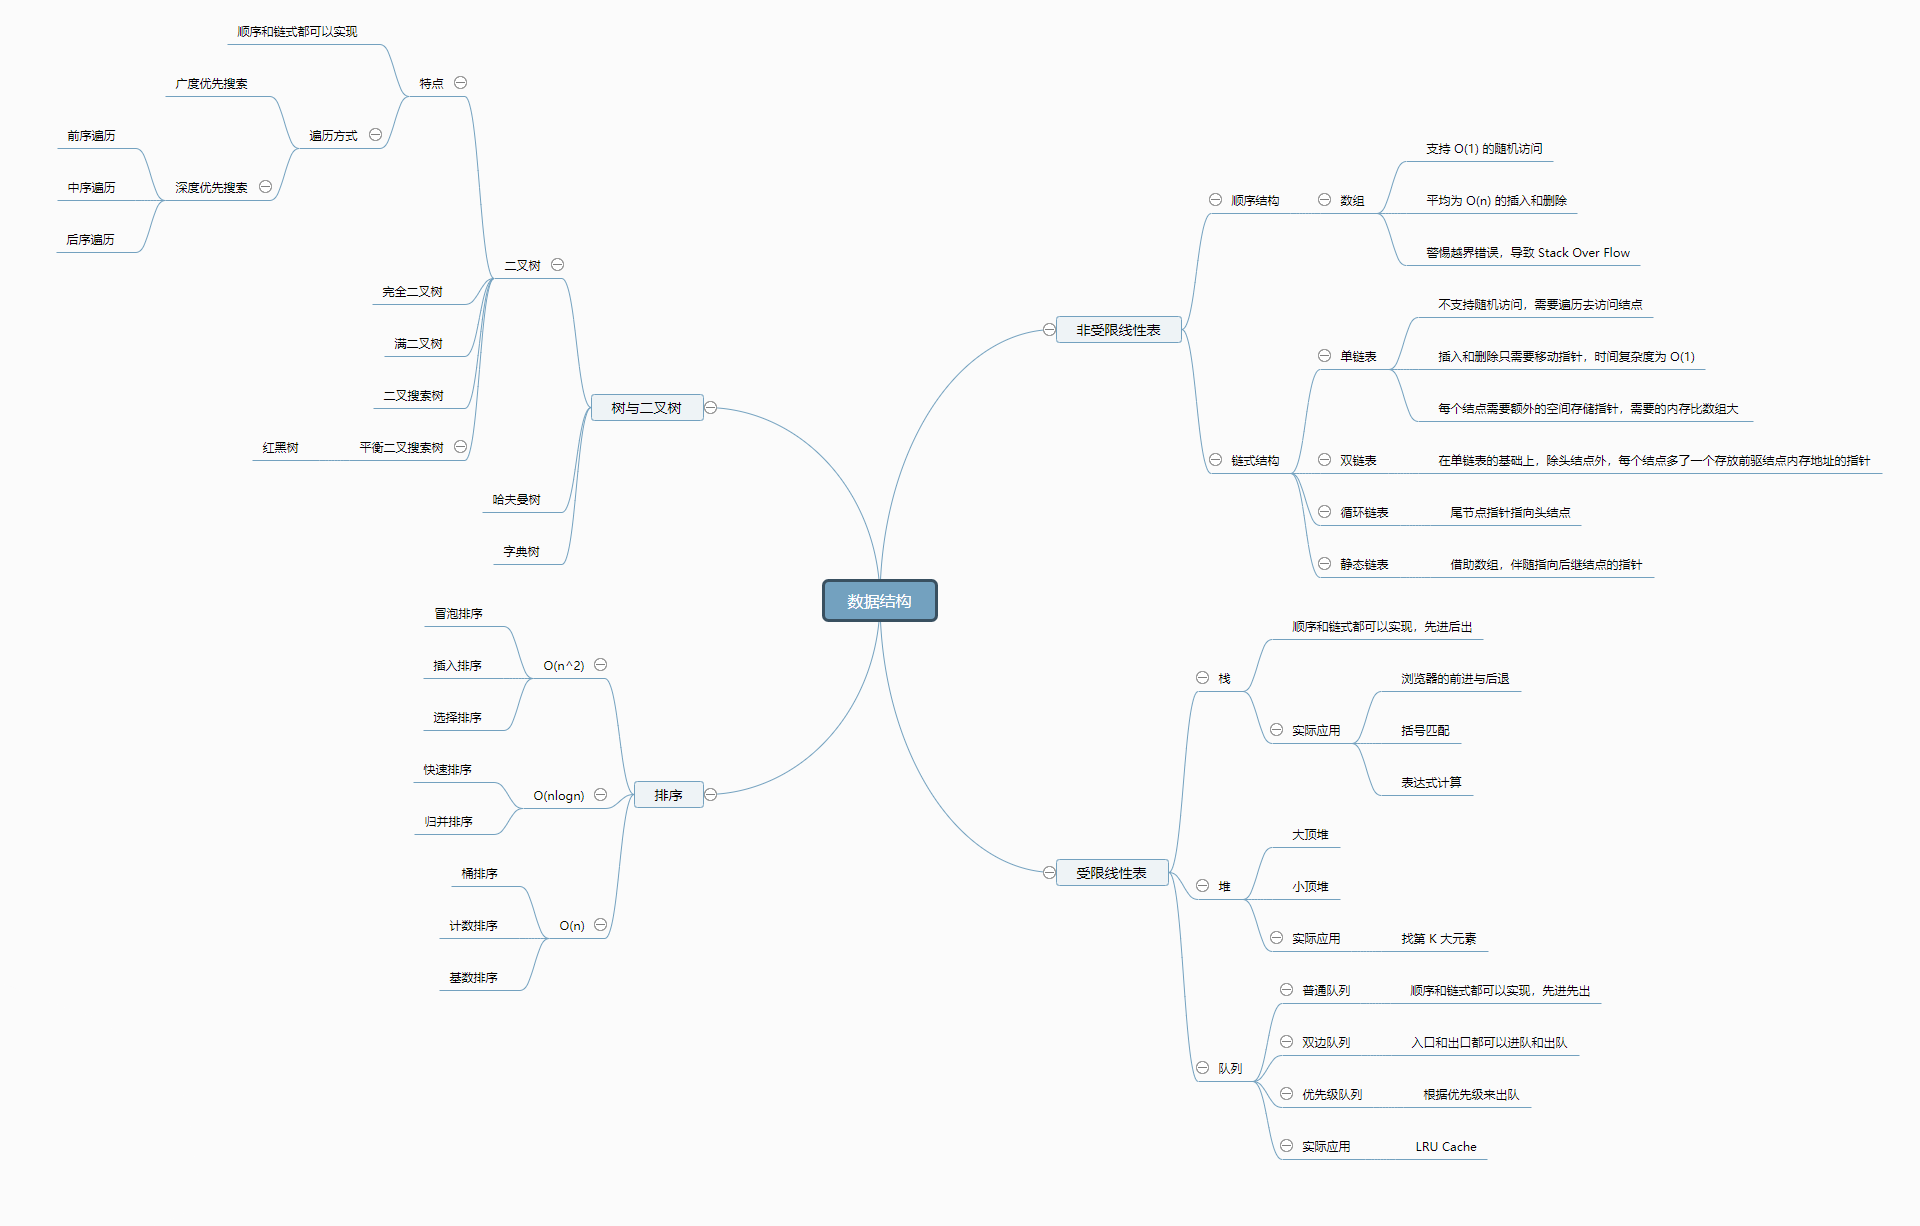 数据结构
非受限线性表
顺序结构
数组
支持 O(1) 的随机访问
平均为 O(n) 的插入和删除
警惕越界错误，导致 Stack Over Flow
链式结构
单链表
不支持随机访问，需要遍历去访问结点
插入和删除只需要移动指针，时间复杂度为 O(1)
每个结点需要额外的空间存储指针，需要的内存比数组大
双链表
在单链表的基础上，除头结点外，每个结点多了一个存放前驱结点内存地址的指针
循环链表
尾节点指针指向头结点
静态链表
借助数组，伴随指向后继结点的指针
受限线性表
栈
顺序和链式都可以实现，先进后出
实际应用
浏览器的前进与后退
括号匹配
表达式计算
堆
大顶堆
小顶堆
实际应用
找第 K 大元素
队列
普通队列
顺序和链式都可以实现，先进先出
双边队列
入口和出口都可以进队和出队
优先级队列
根据优先级来出队
实际应用
LRU Cache
树与二叉树
二叉树
特点
顺序和链式都可以实现
遍历方式
广度优先搜索
深度优先搜索
前序遍历
中序遍历
后序遍历
完全二叉树
满二叉树
二叉搜索树
平衡二叉搜索树
红黑树
哈夫曼树
字典树
排序
O(n^2)
冒泡排序
插入排序
选择排序
O(nlogn)
快速排序
归并排序
O(n)
桶排序
计数排序
基数排序